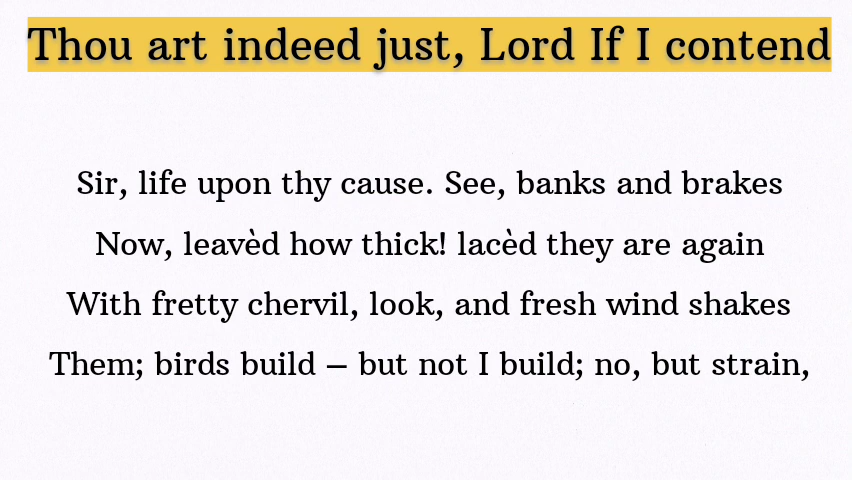 Thou art indeed just, Lord If I contend
Sir, life upon thy cause. See, banks and brakes
Now, leavèd how thick! lacèd they are again
With fretty chervil, look, and fresh wind shakes
Them; birds build – but not I build; no, but strain,